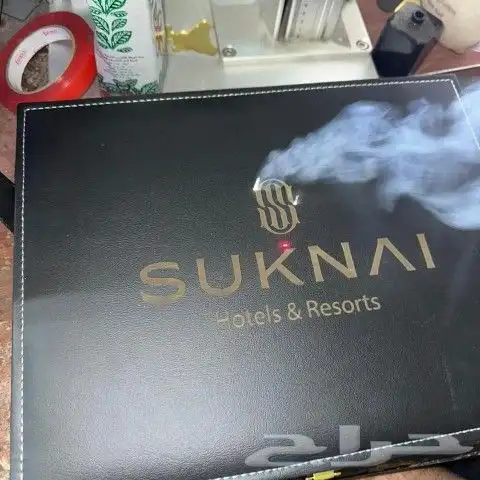 SUKNAI
Hotels & Resorts
حراج